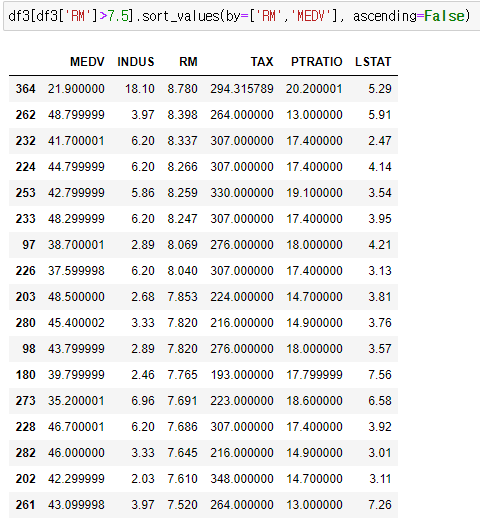 df3[df3['RM']>7.5].sort_values(by=['RM','MEDV'], ascending=False)
MEDV INDUS RM TAX PTRATIO LSTAT
364 21.900000 18.10 8.780 294.315789 20.200001 5.29
262 48.799999 3.97 8.398 264.000000 13.000000 5.91
232 41.700001 6.20 8.337 307.000000 17.400000 2.47
224 44.799999 6.20 8.266 307.000000 17.400000 4.14
253 42.799999 5.86 8.259 330.000000 19.100000 3.54
233 48.299999 6.20 8.247 307.000000 17.400000 3.95
97 38.700001 2.89 8.069 276.000000 18.000000 4.21
226 37.599998 6.20 8.040 307.000000 17.400000 3.13
203 48.500000 2.68 7.853 224.000000 14.700000 3.81
280 45.400002 3.33 7.820 216.000000 14.900000 3.76
98 43.799999 2.89 7.820 276.000000 18.000000 3.57
180 39.799999 2.46 7.765 193.000000 17.799999 7.56
273 35.200001 6.96 7.691 223.000000 18.600000 6.58
228 46.700001 6.20 7.686 307.000000 17.400000 3.92
282 46.000000 3.33 7.645 216.000000 14.900000 3.01
202 42.299999 2.03 7.610 348.000000 14.700000 3.11
261 43.099998 3.97 7.520 264.000000 13.000000 7.26